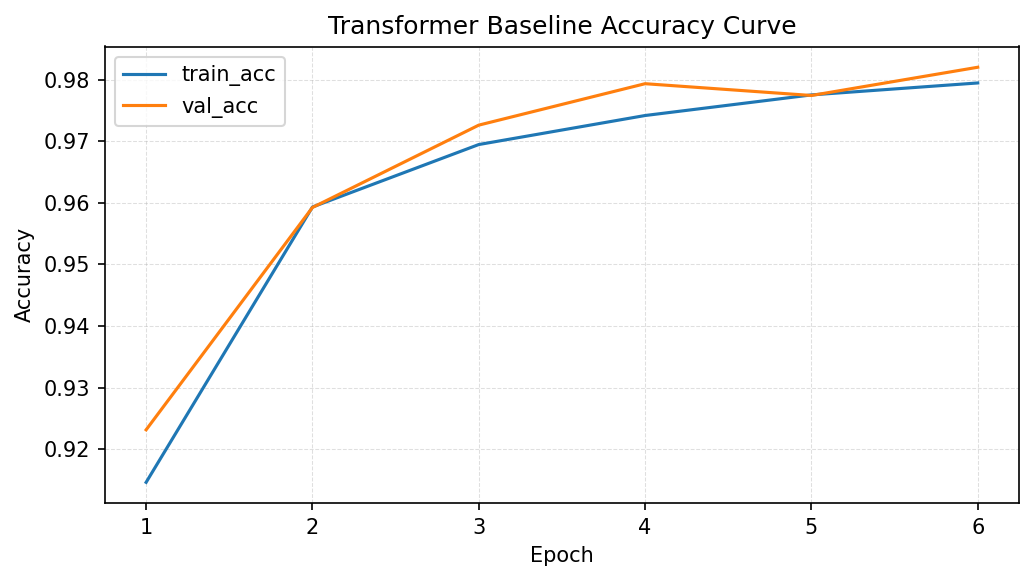 Transformer Baseline Accuracy Curve
train_acc
val_acc
0.98
0.97
0.96
0.95
0.94
0.93
0.92
Accuracy
1 2 3 4 5 6
Epoch